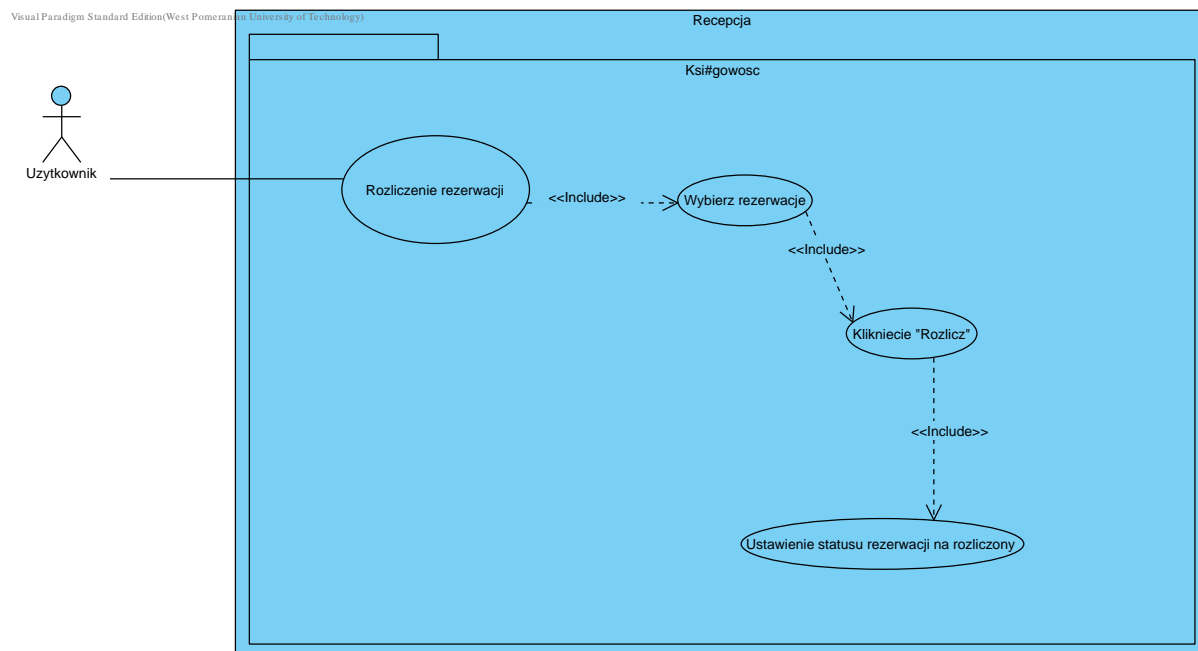 Visual Paradigm Standard Edition(West Pomeranian University of Technology)
Recepcja
Ksi#gowosc
Uzytkownik
Rozliczenie rezerwacji
<<Include>>
Wybierz rezerwacje
<<Include>>
Klikniecie "Rozlicz"
<<Include>>
Ustawienie statusu rezerwacji na rozliczony